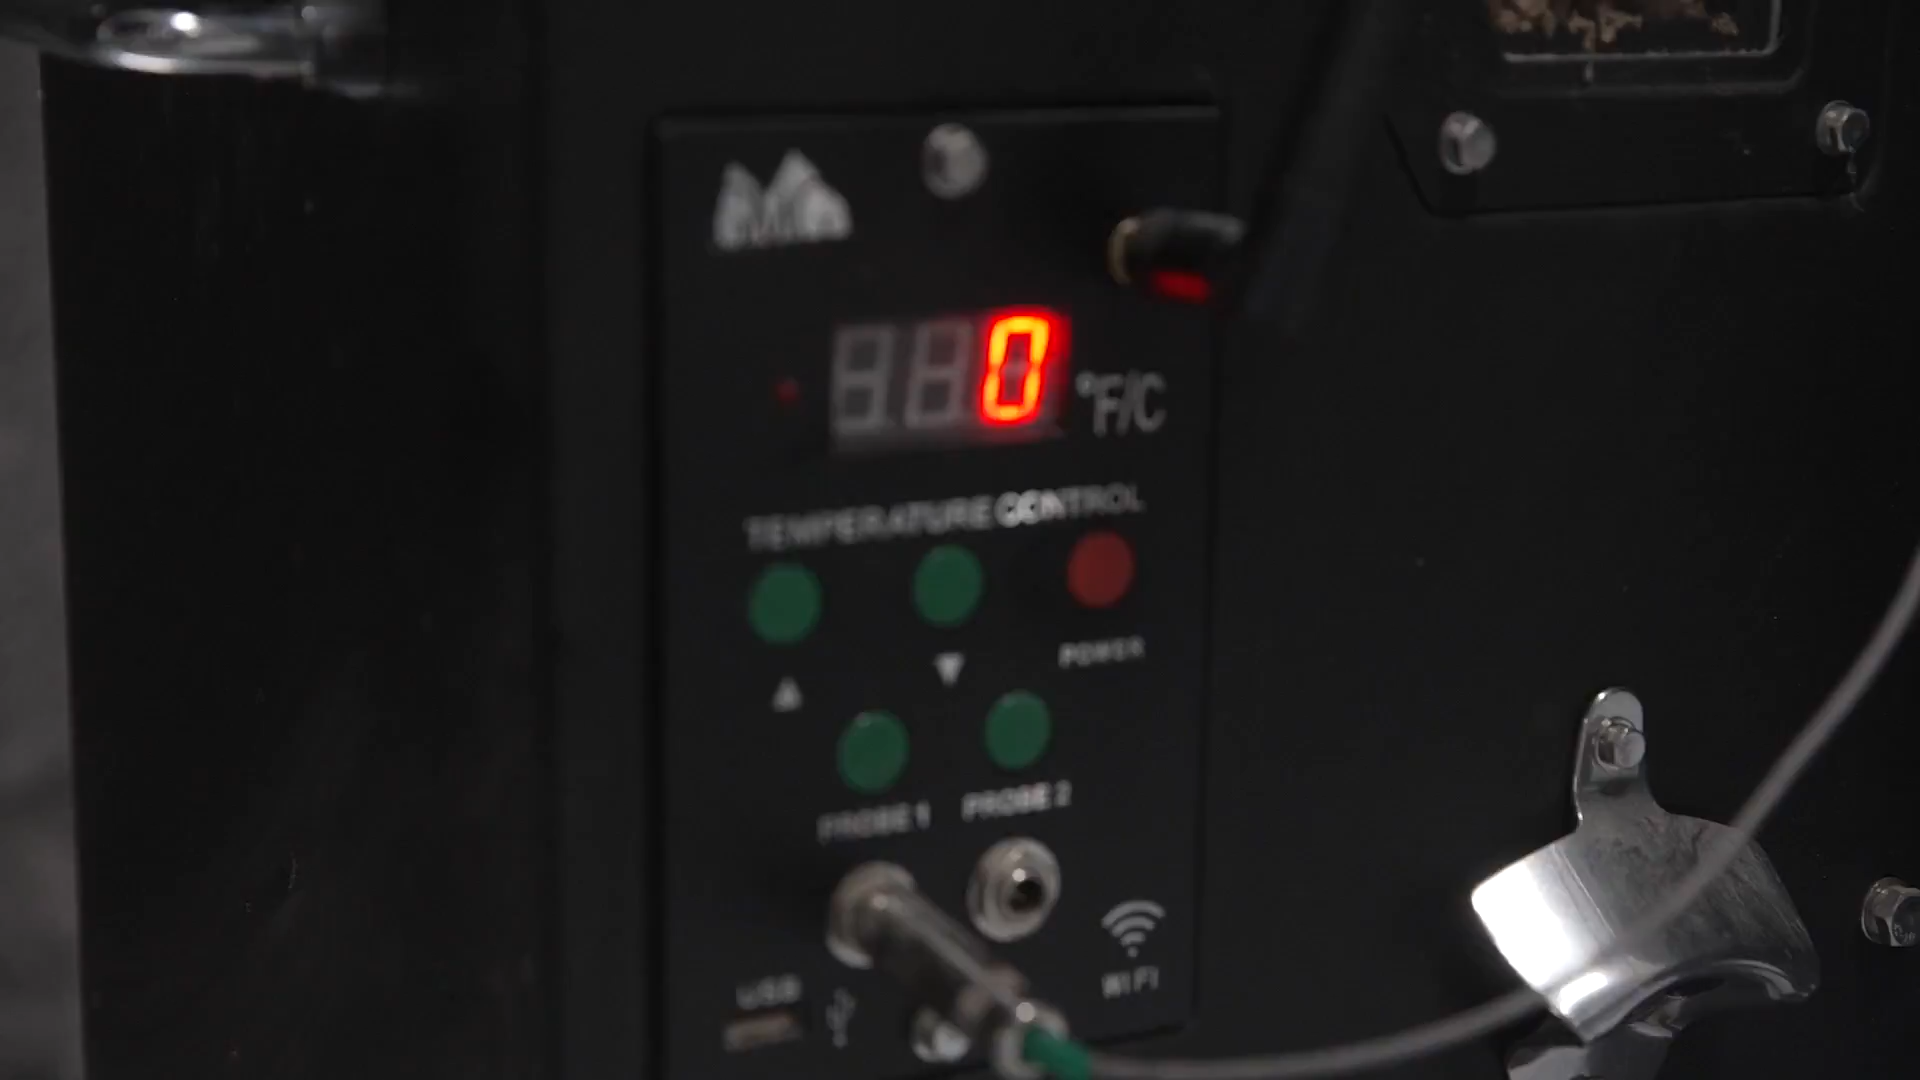 0 °F/C
TEMPERATURE CONTROL
POWER
PROBE 1 PROBE 2
USB
WIFI